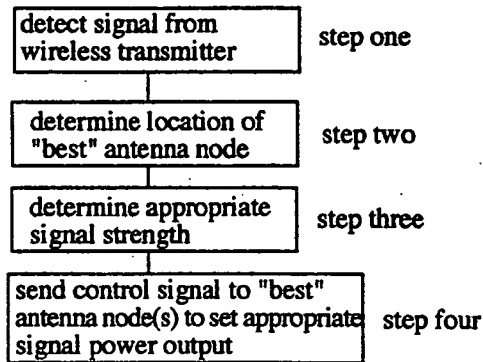 detect signal from
wireless transmitter
step one
determine location of
"best" antenna node
step two
determine appropriate
signal strength
step three
send control signal to "best"
antenna node(s) to set appropriate
signal power output
step four